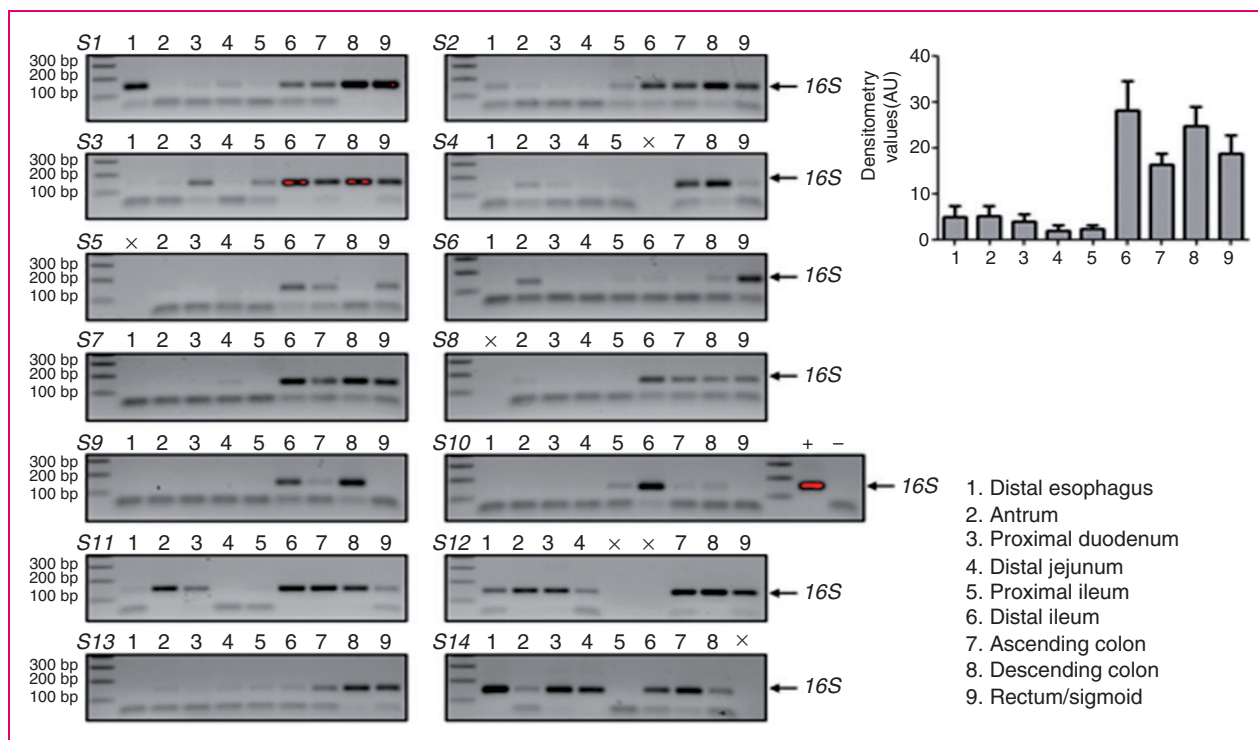 S1 1 2 3 4 5 6 7 8 9
300 bp
200 bp
100 bp
S2 1 2 3 4 5 6 7 8 9
16S
S3 1 2 3 4 5 6 7 8 9
300 bp
200 bp
100 bp
S4 1 2 3 4 5 × 7 8 9
16S
S5 × 2 3 4 5 6 7 8 9
300 bp
200 bp
100 bp
S6 1 2 3 4 5 6 7 8 9
16S
S7 1 2 3 4 5 6 7 8 9
300 bp
200 bp
100 bp
S8 × 2 3 4 5 6 7 8 9
16S
S9 1 2 3 4 5 6 7 8 9
300 bp
200 bp
100 bp
S10 1 2 3 4 5 6 7 8 9 + −
16S
S11 1 2 3 4 5 6 7 8 9
300 bp
200 bp
100 bp
S12 1 2 3 4 × × 7 8 9
16S
S13 1 2 3 4 5 6 7 8 9
300 bp
200 bp
100 bp
S14 1 2 3 4 5 6 7 8 ×
16S
Densitometry
values(AU)
40
30
20
10
0
1 2 3 4 5 6 7 8 9
1. Distal esophagus
2. Antrum
3. Proximal duodenum
4. Distal jejunum
5. Proximal ileum
6. Distal ileum
7. Ascending colon
8. Descending colon
9. Rectum/sigmoid